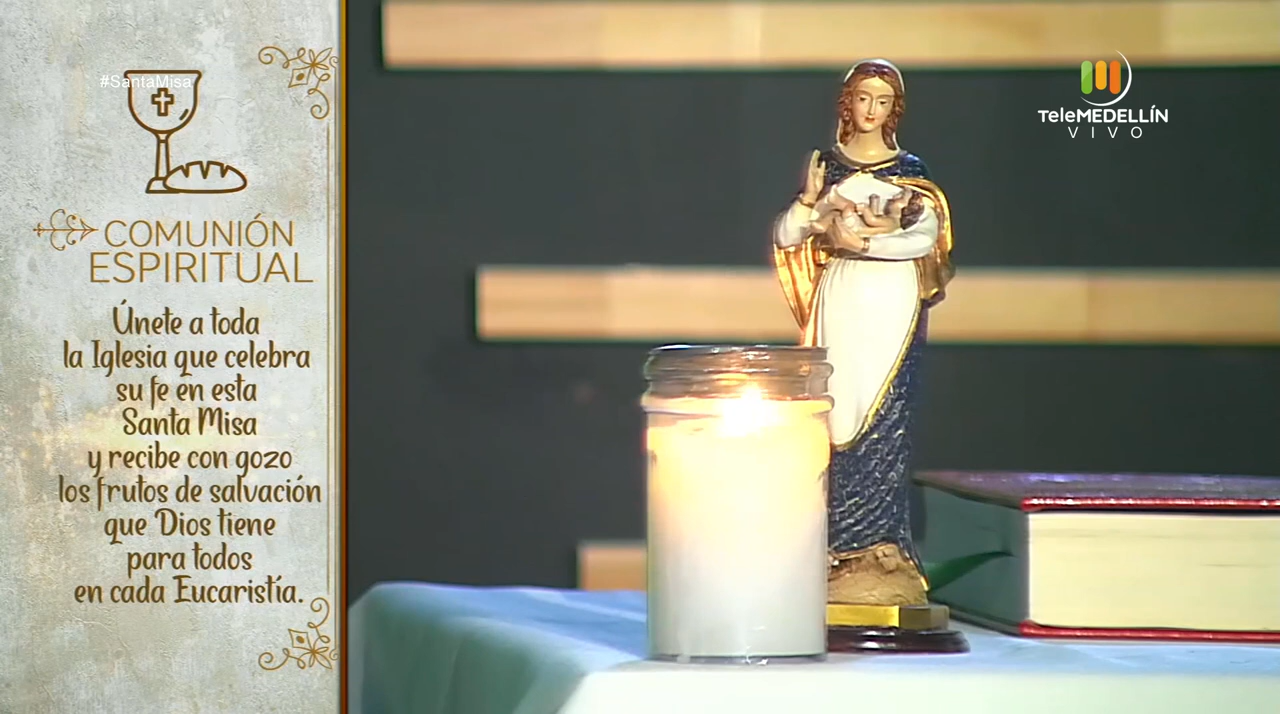 #SantaMisa
COMUNIÓN
ESPIRITUAL
Únete a toda
la Iglesia que celebra
su fe en esta
Santa Misa
y recibe con gozo
los frutos de salvación
que Dios tiene
para todos
en cada Eucaristía.
TeleMEDELLÍN
VIVO